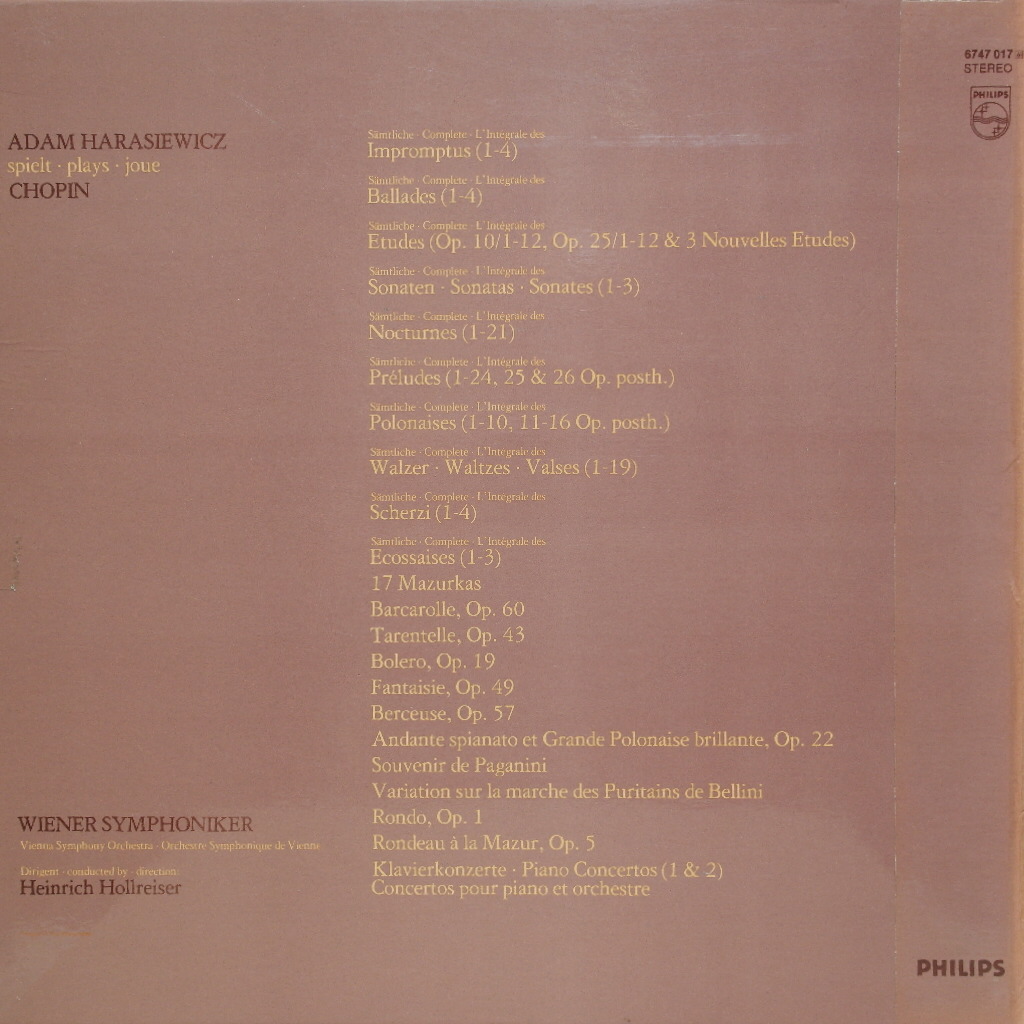 6747 017
STEREO
PHILIPS
ADAM HARASIEWICZ
spielt · plays · joue
CHOPIN
Sämtliche · Complete · L'Intégrale des
Impromptus (1-4)
Sämtliche · Complete · L'Intégrale des
Ballades (1-4)
Sämtliche · Complete · L'Intégrale des
Etudes (Op. 10/1-12, Op. 25/1-12 & 3 Nouvelles Etudes)
Sämtliche · Complete · L'Intégrale des
Sonaten · Sonatas · Sonates (1-3)
Sämtliche · Complete · L'Intégrale des
Nocturnes (1-21)
Sämtliche · Complete · L'Intégrale des
Préludes (1-24, 25 & 26 Op. posth.)
Sämtliche · Complete · L'Intégrale des
Polonaises (1-10, 11-16 Op. posth.)
Sämtliche · Complete · L'Intégrale des
Walzer · Waltzes · Valses (1-19)
Sämtliche · Complete · L'Intégrale des
Scherzi (1-4)
Sämtliche · Complete · L'Intégrale des
Ecossaises (1-3)
17 Mazurkas
Barcarolle, Op. 60
Tarentelle, Op. 43
Bolero, Op. 19
Fantaisie, Op. 49
Berceuse, Op. 57
Andante spianato et Grande Polonaise brillante, Op. 22
Souvenir de Paganini
Variation sur la marche des Puritains de Bellini
Rondo, Op. 1
Rondeau à la Mazur, Op. 5
Klavierkonzerte · Piano Concertos (1 & 2)
Concertos pour piano et orchestre
WIENER SYMPHONIKER
Vienna Symphony Orchestra · Orchestre Symphonique de Vienne
Dirigent · conducted by · direction:
Heinrich Hollreiser
PHILIPS